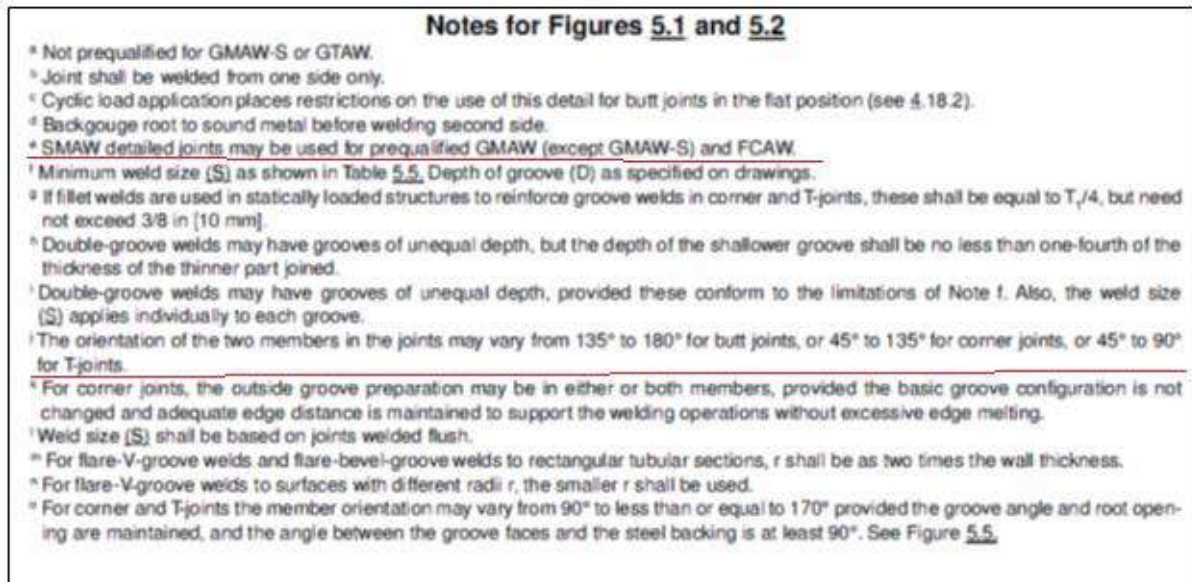 Notes for Figures 5.1 and 5.2
a Not prequalified for GMAW-S or GTAW.
b Joint shall be welded from one side only.
c Cyclic load application places restrictions on the use of this detail for butt joints in the flat position (see 4.18.2).
d Backgouge root to sound metal before welding second side.
e SMAW detailed joints may be used for prequalified GMAW (except GMAW-S) and FCAW.
f Minimum weld size (S) as shown in Table 5.5. Depth of groove (D) as specified on drawings.
g If fillet welds are used in statically loaded structures to reinforce groove welds in corner and T-joints, these shall be equal to T₁/4, but need
not exceed 3/8 in [10 mm].
h Double-groove welds may have grooves of unequal depth, but the depth of the shallower groove shall be no less than one-fourth of the
thickness of the thinner part joined.
i Double-groove welds may have grooves of unequal depth, provided these conform to the limitations of Note f. Also, the weld size
(S) applies individually to each groove.
j The orientation of the two members in the joints may vary from 135° to 180° for butt joints, or 45° to 135° for corner joints, or 45° to 90°
for T-joints.
k For corner joints, the outside groove preparation may be in either or both members, provided the basic groove configuration is not
changed and adequate edge distance is maintained to support the welding operations without excessive edge melting.
l Weld size (S) shall be based on joints welded flush.
m For flare-V-groove welds and flare-bevel-groove welds to rectangular tubular sections, r shall be as two times the wall thickness.
n For flare-V-groove welds to surfaces with different radii r, the smaller r shall be used.
o For corner and T-joints the member orientation may vary from 90° to less than or equal to 170° provided the groove angle and root open-
ing are maintained, and the angle between the groove faces and the steel backing is at least 90°. See Figure 5.5.